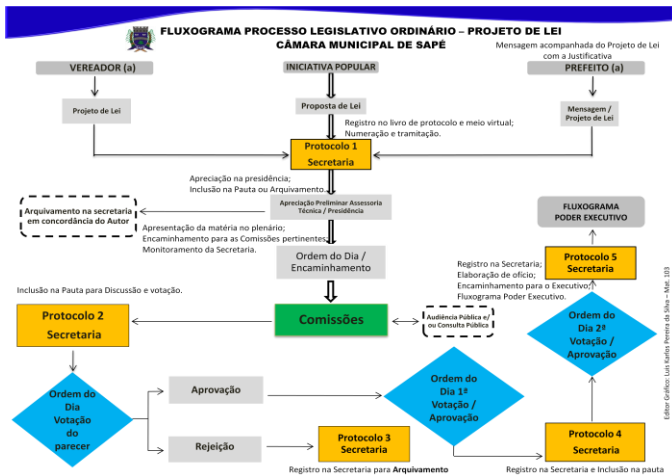 FLUXOGRAMA PROCESSO LEGISLATIVO ORDINÁRIO – PROJETO DE LEI
CÂMARA MUNICIPAL DE SAPÉ
Mensagem acompanhada do Projeto de Lei
com a Justificativa
VEREADOR (a)
INICIATIVA POPULAR
PREFEITO (a)
Projeto de Lei
Proposta de Lei
Mensagem /
Projeto de Lei
Registro no livro de protocolo e meio virtual;
Numeração e tramitação.
Protocolo 1
Secretaria
Apreciação na presidência;
Inclusão na Pauta ou Arquivamento.
Apreciação Preliminar Assessoria
Técnica / Presidência
Arquivamento na secretaria
em concordância do Autor
FLUXOGRAMA
PODER EXECUTIVO
Apresentação da matéria no plenário;
Encaminhamento para as Comissões pertinentes;
Monitoramento da Secretaria.
Ordem do Dia /
Encaminhamento
Protocolo 5
Secretaria
Registro na Secretaria;
Elaboração de ofício;
Encaminhamento para o Executivo;
Fluxograma Poder Executivo.
Inclusão na Pauta para Discussão e votação.
Protocolo 2
Secretaria
Comissões
Audiência Pública e/
ou Consulta Pública
Ordem do
Dia 2ª
Votação /
Aprovação
Ordem do
Dia
Votação
do
parecer
Aprovação
Ordem do
Dia 1ª
Votação /
Aprovação
Rejeição
Protocolo 3
Secretaria
Registro na Secretaria para Arquivamento
Protocolo 4
Secretaria
Registro na Secretaria e Inclusão na pauta
Editor Gráfico: Luis Karlos Pereira da Silva – Mat. 103